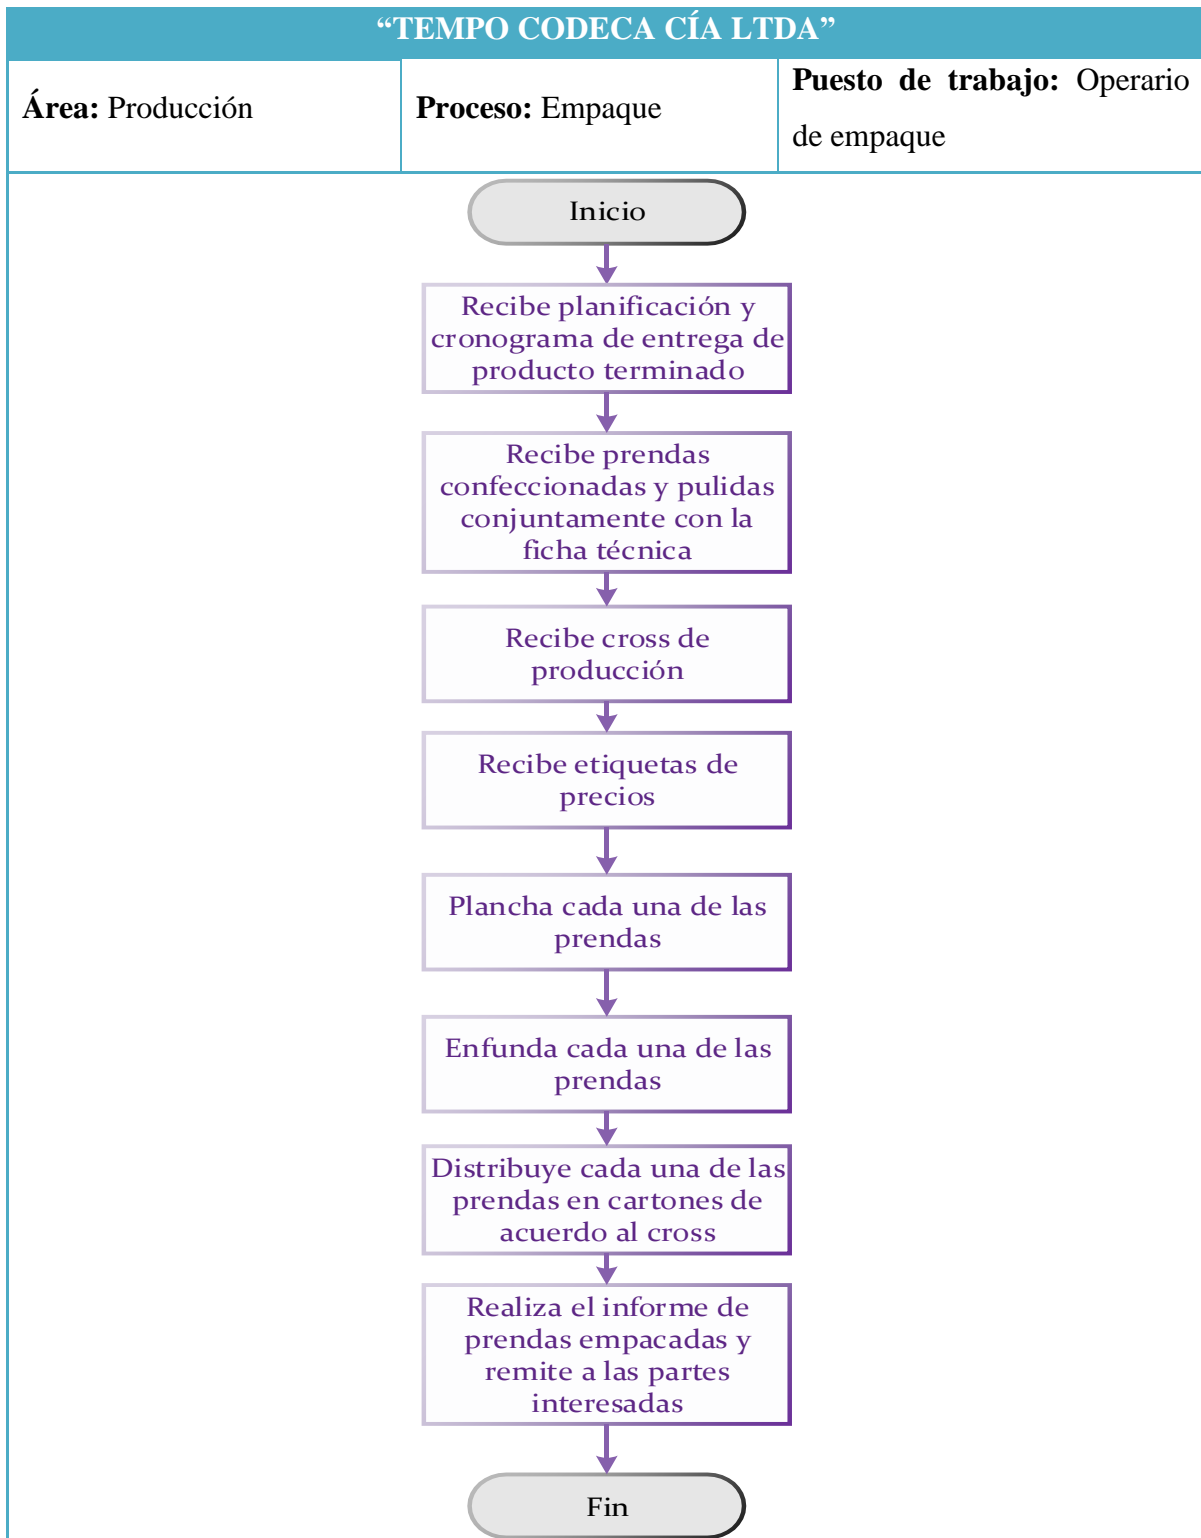 “TEMPO CODECA CÍA LTDA”
Área: Producción
Proceso: Empaque
Puesto de trabajo: Operario
de empaque
Inicio
Recibe planificación y
cronograma de entrega de
producto terminado
Recibe prendas
confeccionadas y pulidas
conjuntamente con la
ficha técnica
Recibe cross de
producción
Recibe etiquetas de
precios
Plancha cada una de las
prendas
Enfunda cada una de las
prendas
Distribuye cada una de las
prendas en cartones de
acuerdo al cross
Realiza el informe de
prendas empacadas y
remite a las partes
interesadas
Fin